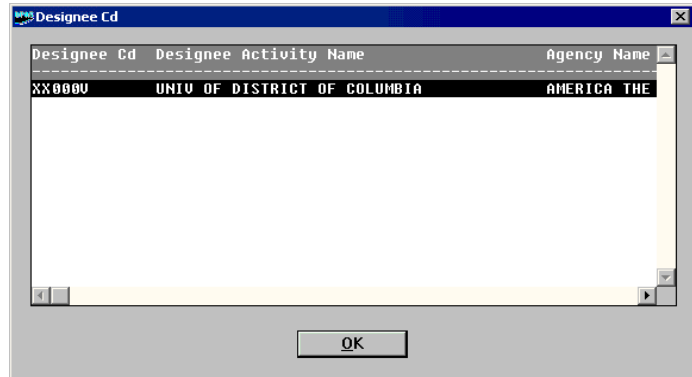 Designee Cd
Designee Cd Designee Activity Name Agency Name
XX000V UNIV OF DISTRICT OF COLUMBIA AMERICA THE
OK